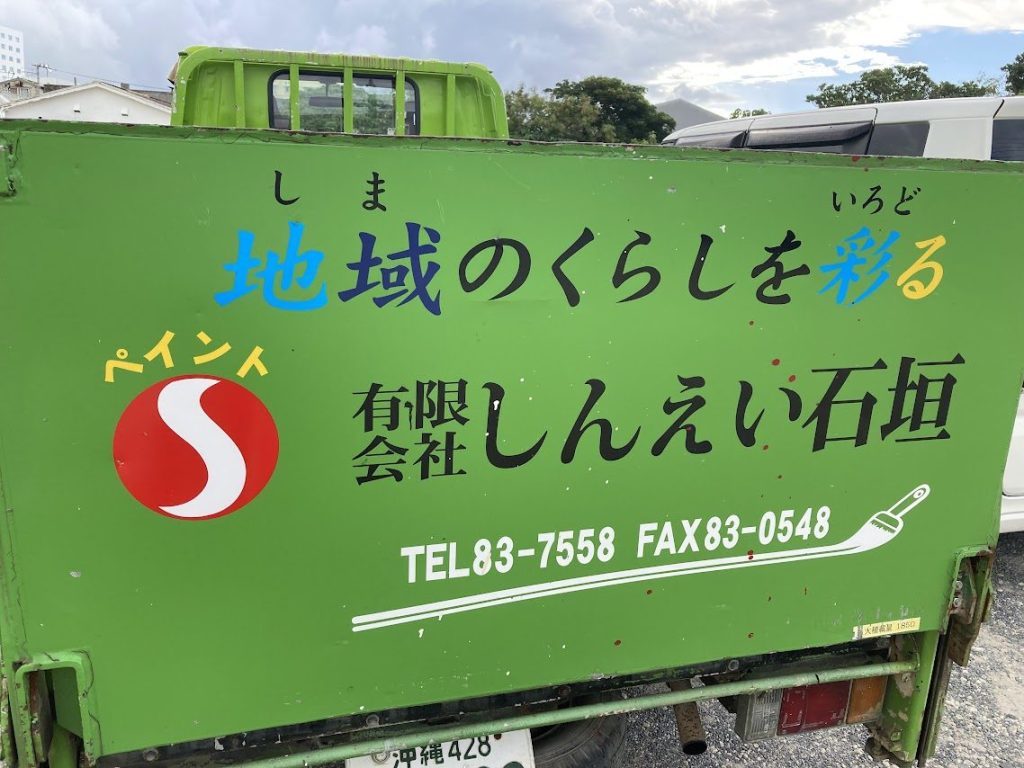 しま いろど
地域のくらしを彩る
ペイント
S
有限会社しんえい石垣
TEL83-7558 FAX83-0548
沖縄428